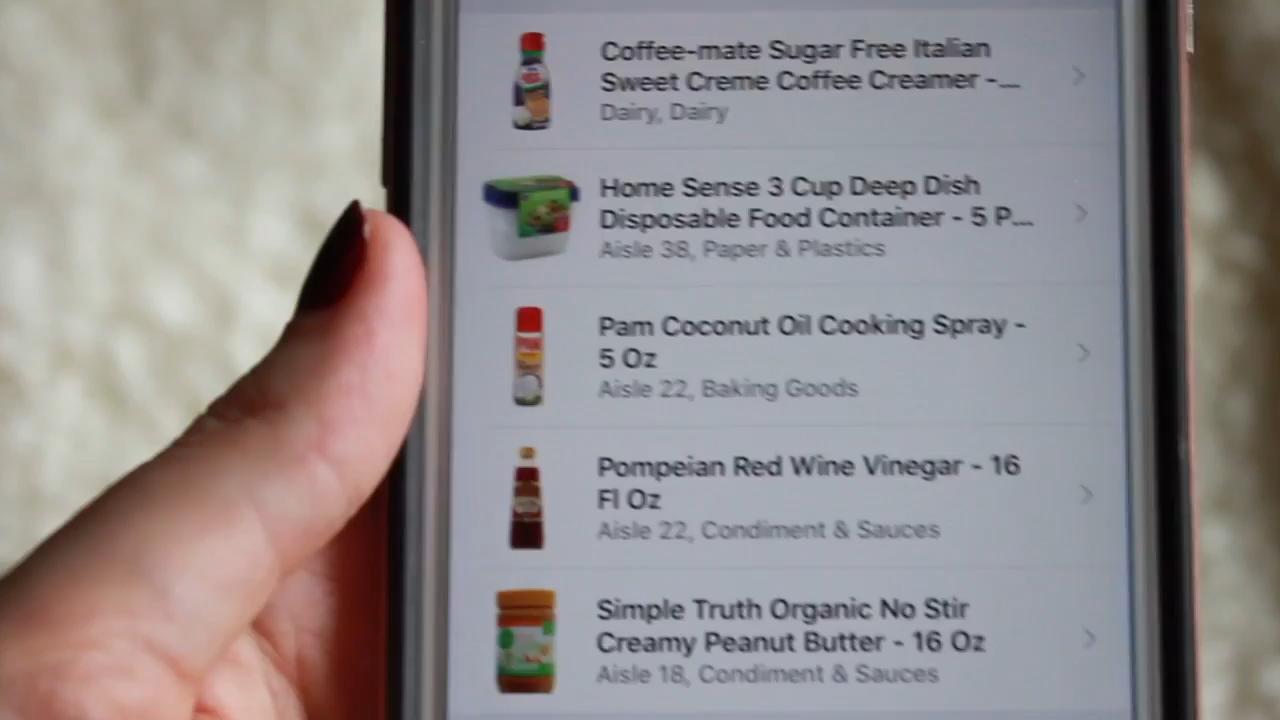 Coffee-mate Sugar Free Italian
Sweet Creme Coffee Creamer -...
Dairy, Dairy
Home Sense 3 Cup Deep Dish
Disposable Food Container - 5 P...
Aisle 38, Paper & Plastics
Pam Coconut Oil Cooking Spray -
5 Oz
Aisle 22, Baking Goods
Pompeian Red Wine Vinegar - 16
Fl Oz
Aisle 22, Condiment & Sauces
Simple Truth Organic No Stir
Creamy Peanut Butter - 16 Oz
Aisle 18, Condiment & Sauces